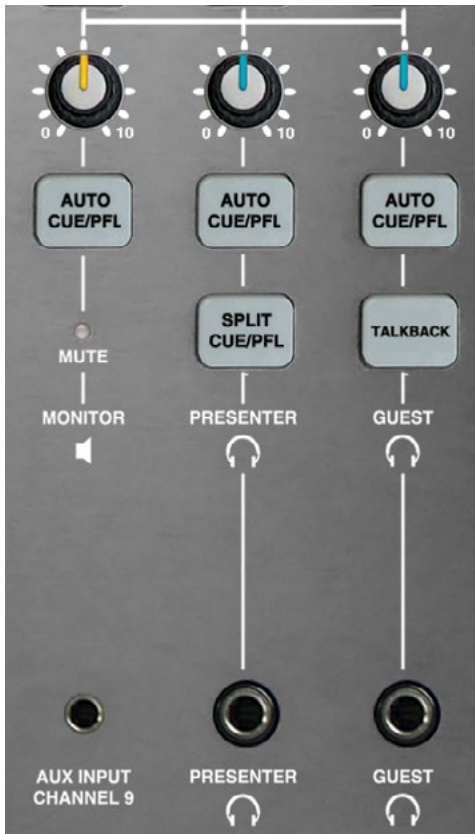 0 10 0 10 0 10
AUTO
CUE/PFL
AUTO
CUE/PFL
AUTO
CUE/PFL
MUTE
SPLIT
CUE/PFL
TALKBACK
MONITOR
PRESENTER
GUEST
AUX INPUT
CHANNEL 9
PRESENTER
GUEST